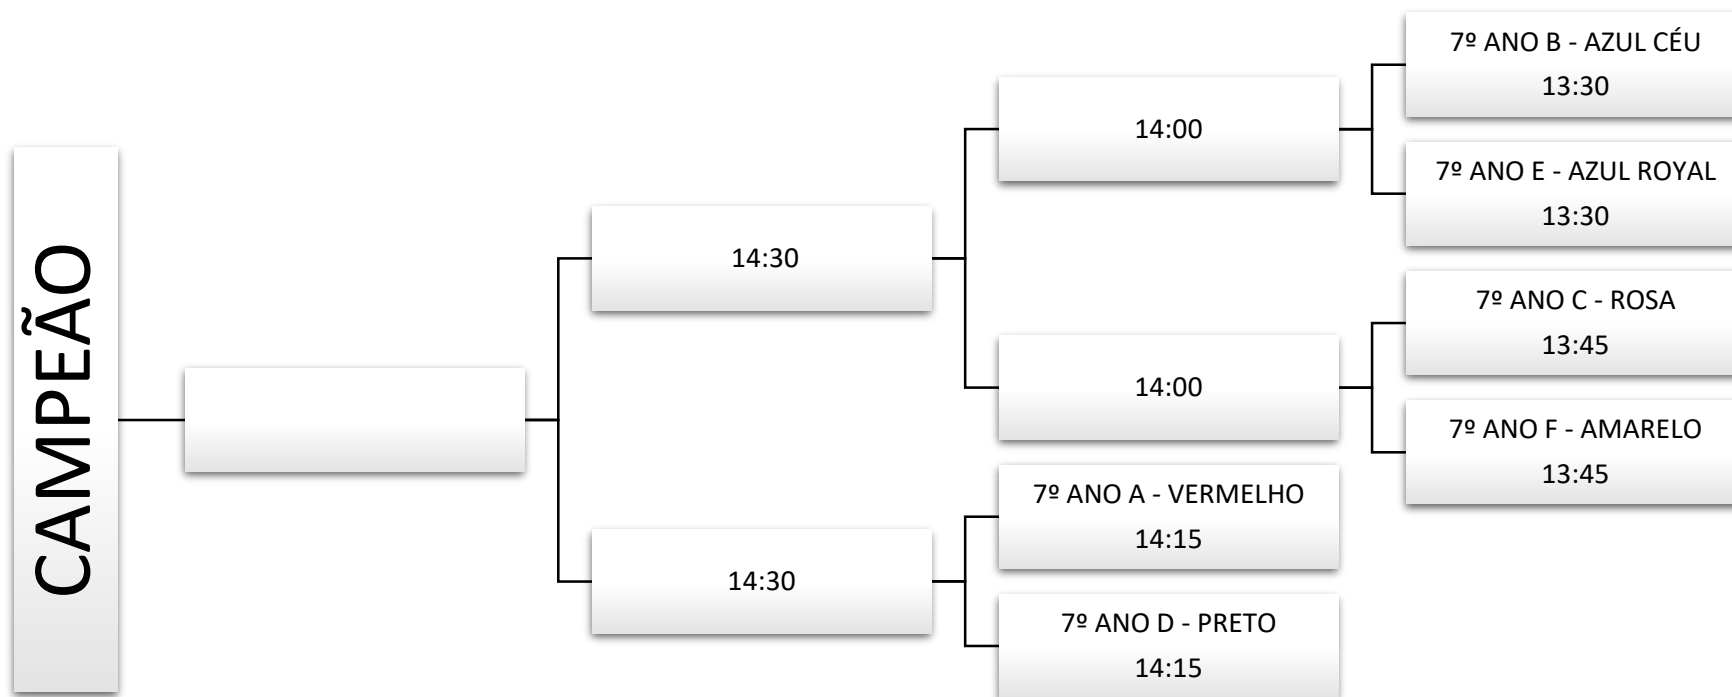 CAMPEÃO
14:30
14:00
7º ANO B - AZUL CÉU
13:30
7º ANO E - AZUL ROYAL
13:30
14:00
7º ANO C - ROSA
13:45
7º ANO F - AMARELO
13:45
14:30
7º ANO A - VERMELHO
14:15
7º ANO D - PRETO
14:15